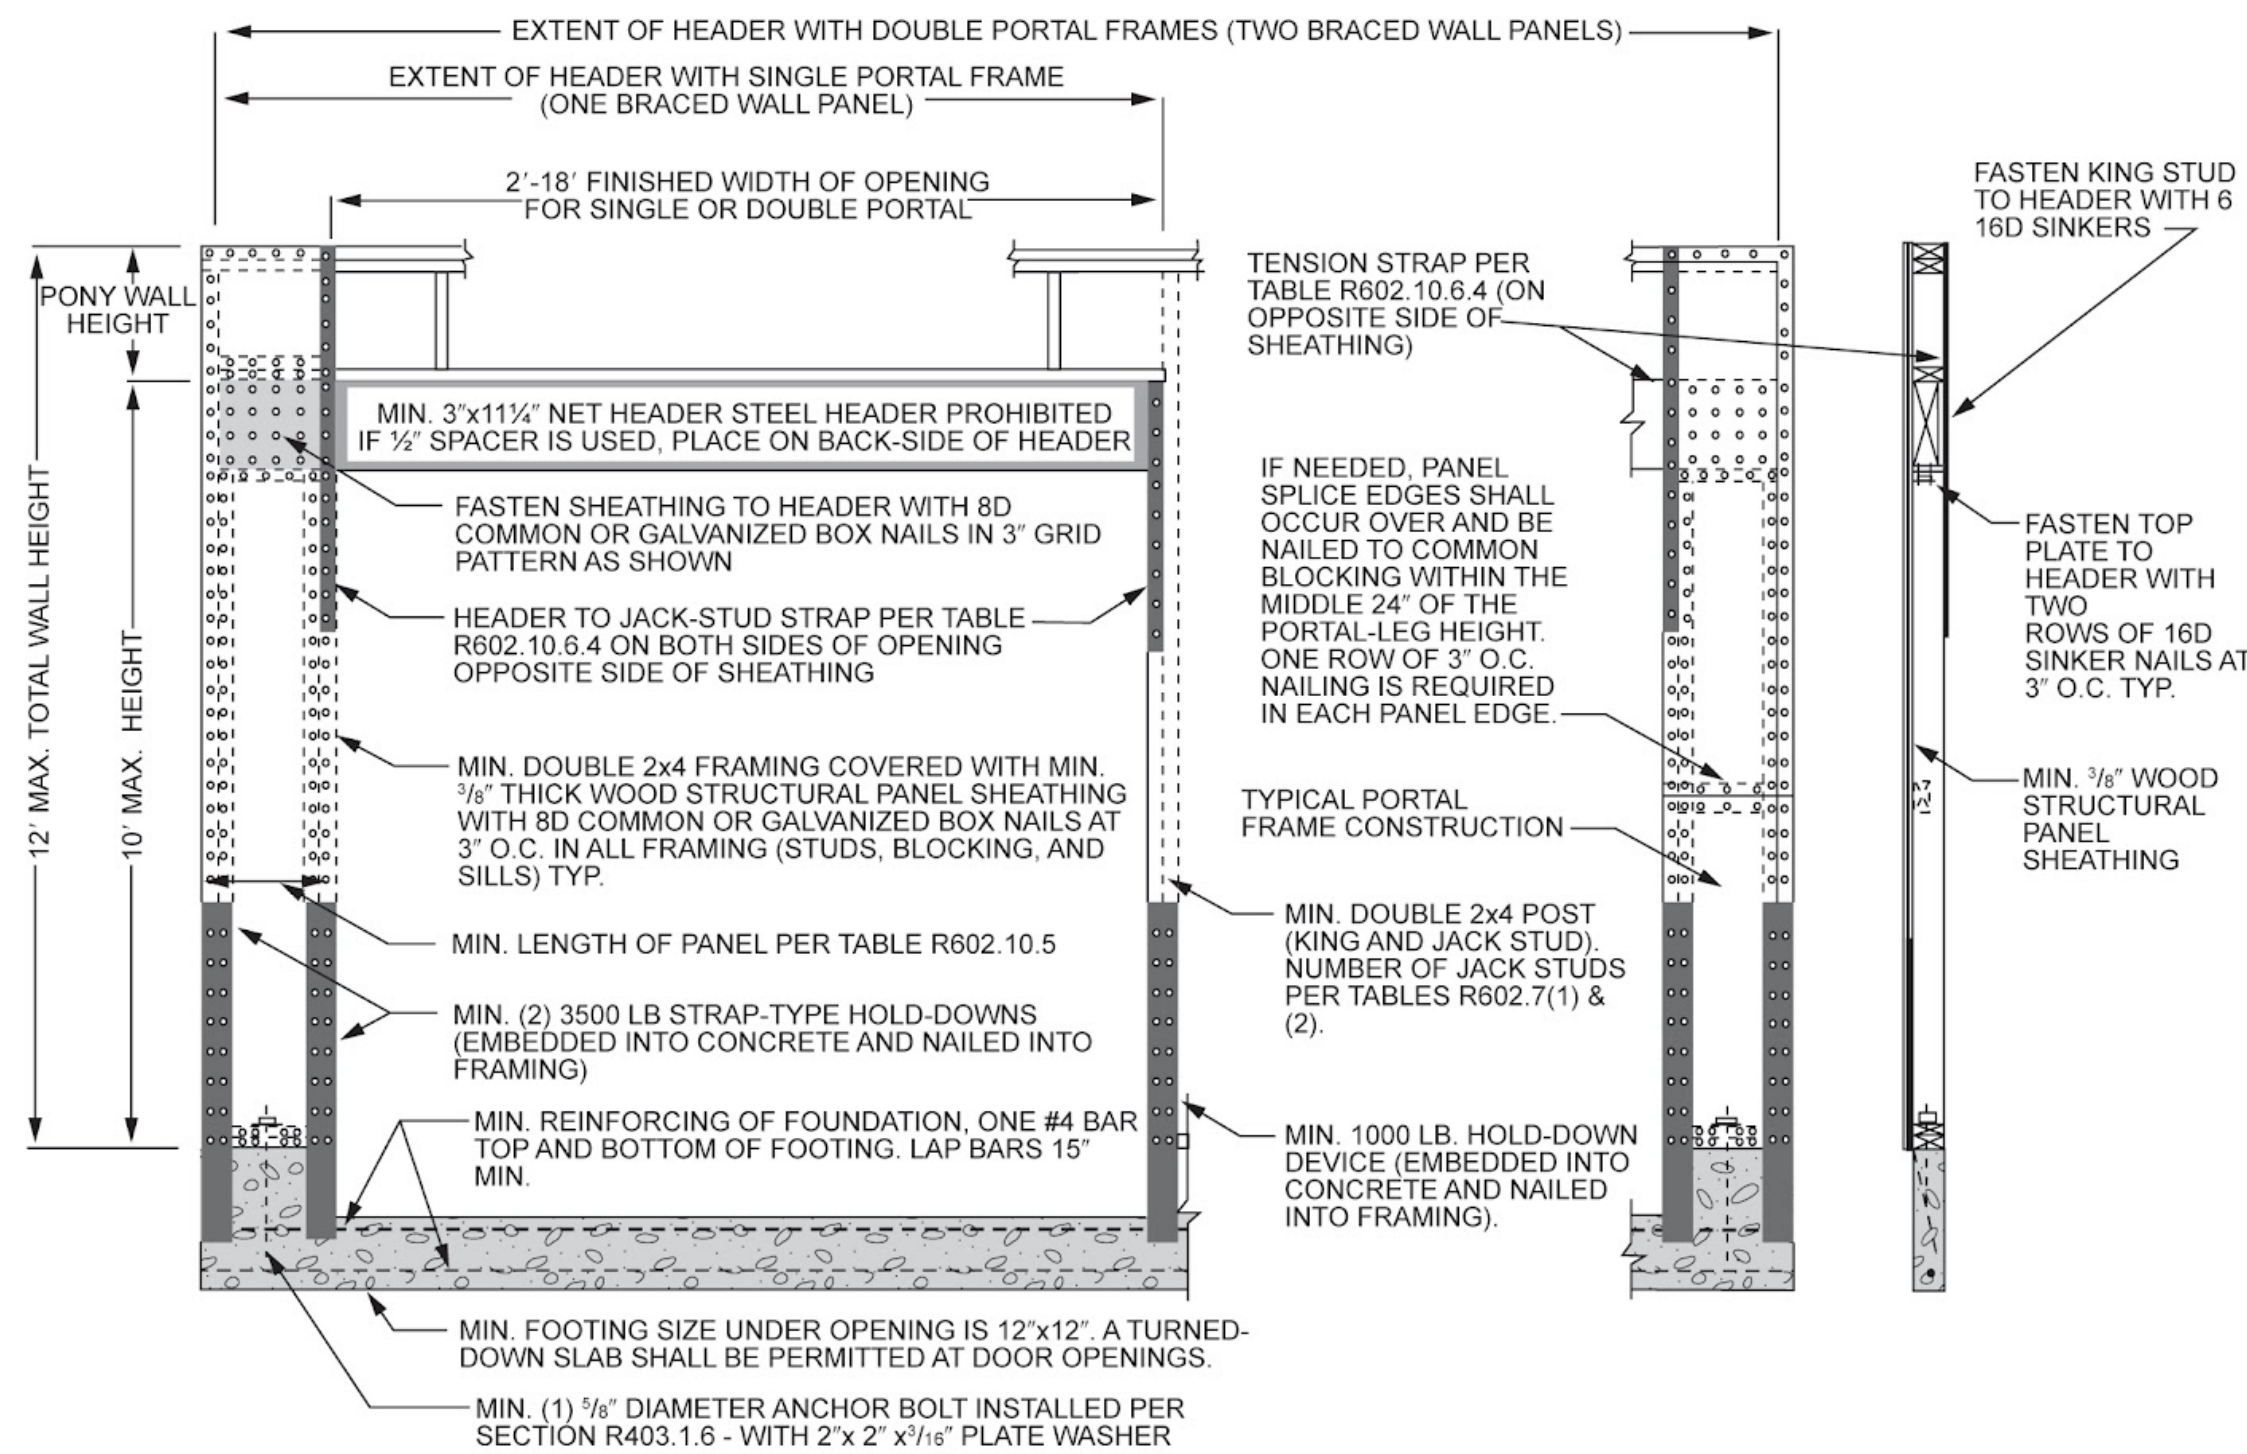 EXTENT OF HEADER WITH DOUBLE PORTAL FRAMES (TWO BRACED WALL PANELS)
EXTENT OF HEADER WITH SINGLE PORTAL FRAME
(ONE BRACED WALL PANEL)
2′-18′ FINISHED WIDTH OF OPENING
FOR SINGLE OR DOUBLE PORTAL
FASTEN KING STUD
TO HEADER WITH 6
16D SINKERS
PONY WALL
HEIGHT
12′ MAX. TOTAL WALL HEIGHT
10′ MAX. HEIGHT
TENSION STRAP PER
TABLE R602.10.6.4 (ON
OPPOSITE SIDE OF
SHEATHING)
MIN. 3″x11¼″ NET HEADER STEEL HEADER PROHIBITED
IF ½″ SPACER IS USED, PLACE ON BACK-SIDE OF HEADER
FASTEN SHEATHING TO HEADER WITH 8D
COMMON OR GALVANIZED BOX NAILS IN 3″ GRID
PATTERN AS SHOWN
HEADER TO JACK-STUD STRAP PER TABLE
R602.10.6.4 ON BOTH SIDES OF OPENING
OPPOSITE SIDE OF SHEATHING
IF NEEDED, PANEL
SPLICE EDGES SHALL
OCCUR OVER AND BE
NAILED TO COMMON
BLOCKING WITHIN THE
MIDDLE 24″ OF THE
PORTAL-LEG HEIGHT.
ONE ROW OF 3″ O.C.
NAILING IS REQUIRED
IN EACH PANEL EDGE.
FASTEN TOP
PLATE TO
HEADER WITH
TWO
ROWS OF 16D
SINKER NAILS AT
3″ O.C. TYP.
MIN. DOUBLE 2x4 FRAMING COVERED WITH MIN.
3/8″ THICK WOOD STRUCTURAL PANEL SHEATHING
WITH 8D COMMON OR GALVANIZED BOX NAILS AT
3″ O.C. IN ALL FRAMING (STUDS, BLOCKING, AND
SILLS) TYP.
TYPICAL PORTAL
FRAME CONSTRUCTION
MIN. 3/8″ WOOD
STRUCTURAL
PANEL
SHEATHING
MIN. LENGTH OF PANEL PER TABLE R602.10.5
MIN. DOUBLE 2x4 POST
(KING AND JACK STUD).
NUMBER OF JACK STUDS
PER TABLES R602.7(1) &
(2).
MIN. (2) 3500 LB STRAP-TYPE HOLD-DOWNS
(EMBEDDED INTO CONCRETE AND NAILED INTO
FRAMING)
MIN. REINFORCING OF FOUNDATION, ONE #4 BAR
TOP AND BOTTOM OF FOOTING. LAP BARS 15″
MIN.
MIN. 1000 LB. HOLD-DOWN
DEVICE (EMBEDDED INTO
CONCRETE AND NAILED
INTO FRAMING).
MIN. FOOTING SIZE UNDER OPENING IS 12″x12″. A TURNED-
DOWN SLAB SHALL BE PERMITTED AT DOOR OPENINGS.
MIN. (1) 5/8″ DIAMETER ANCHOR BOLT INSTALLED PER
SECTION R403.1.6 - WITH 2″x 2″ x3/16″ PLATE WASHER